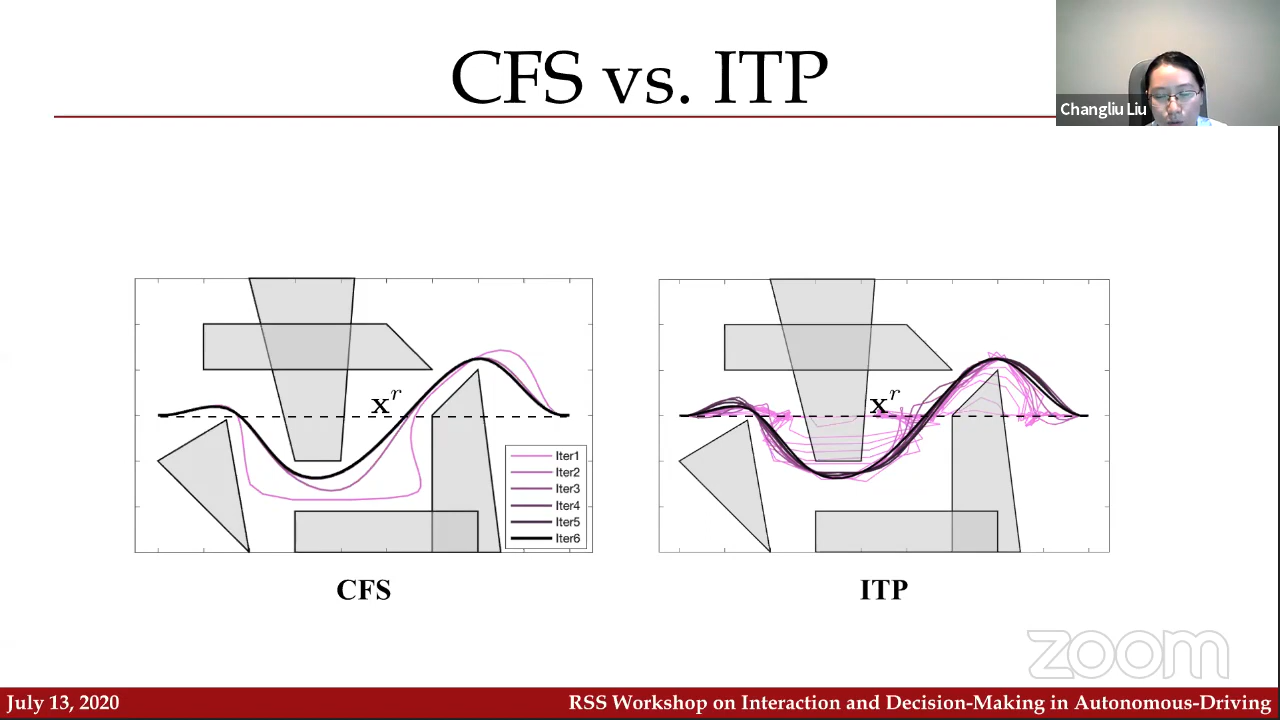 CFS vs. ITP
Changliu Liu
x^r
x^r
Iter1
Iter2
Iter3
Iter4
Iter5
Iter6
CFS
ITP
zoom
July 13, 2020
RSS Workshop on Interaction and Decision-Making in Autonomous-Driving